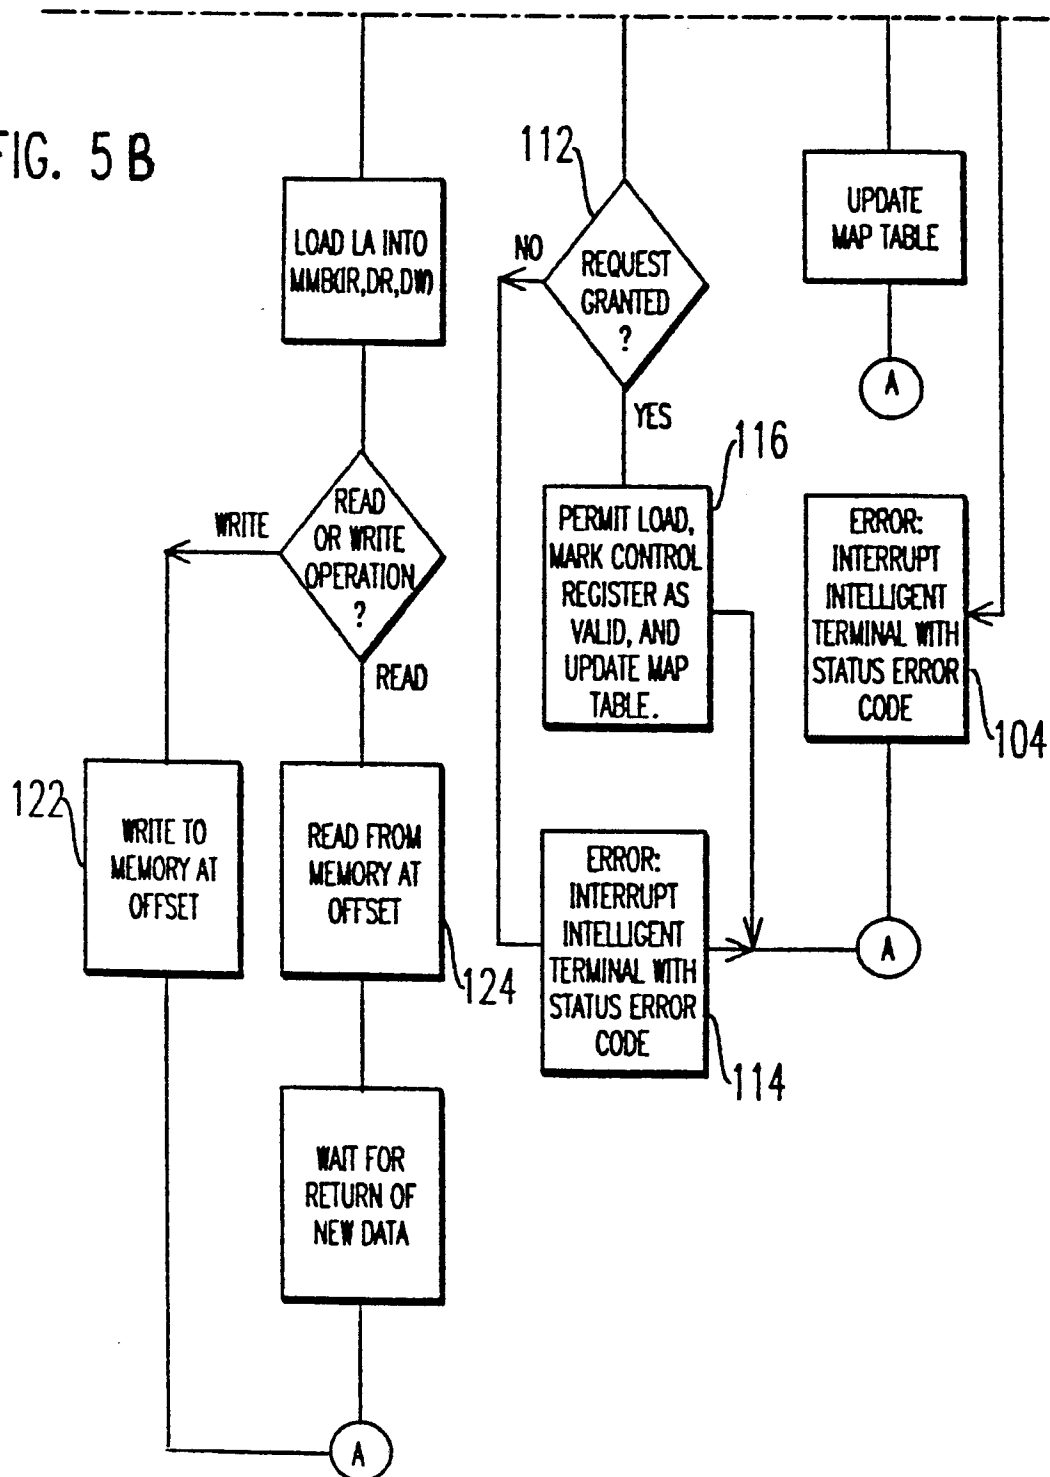 FIG. 5B
LOAD LA INTO
MMB(IR,DR,DW)
READ
OR WRITE
OPERATION
?
WRITE
READ
122
WRITE TO
MEMORY AT
OFFSET
READ FROM
MEMORY AT
OFFSET
124
WAIT FOR
RETURN OF
NEW DATA
A
112
NO
REQUEST
GRANTED
?
YES
116
PERMIT LOAD,
MARK CONTROL
REGISTER AS
VALID, AND
UPDATE MAP
TABLE.
ERROR:
INTERRUPT
INTELLIGENT
TERMINAL WITH
STATUS ERROR
CODE
114
UPDATE
MAP TABLE
A
ERROR:
INTERRUPT
INTELLIGENT
TERMINAL WITH
STATUS ERROR
CODE
104
A